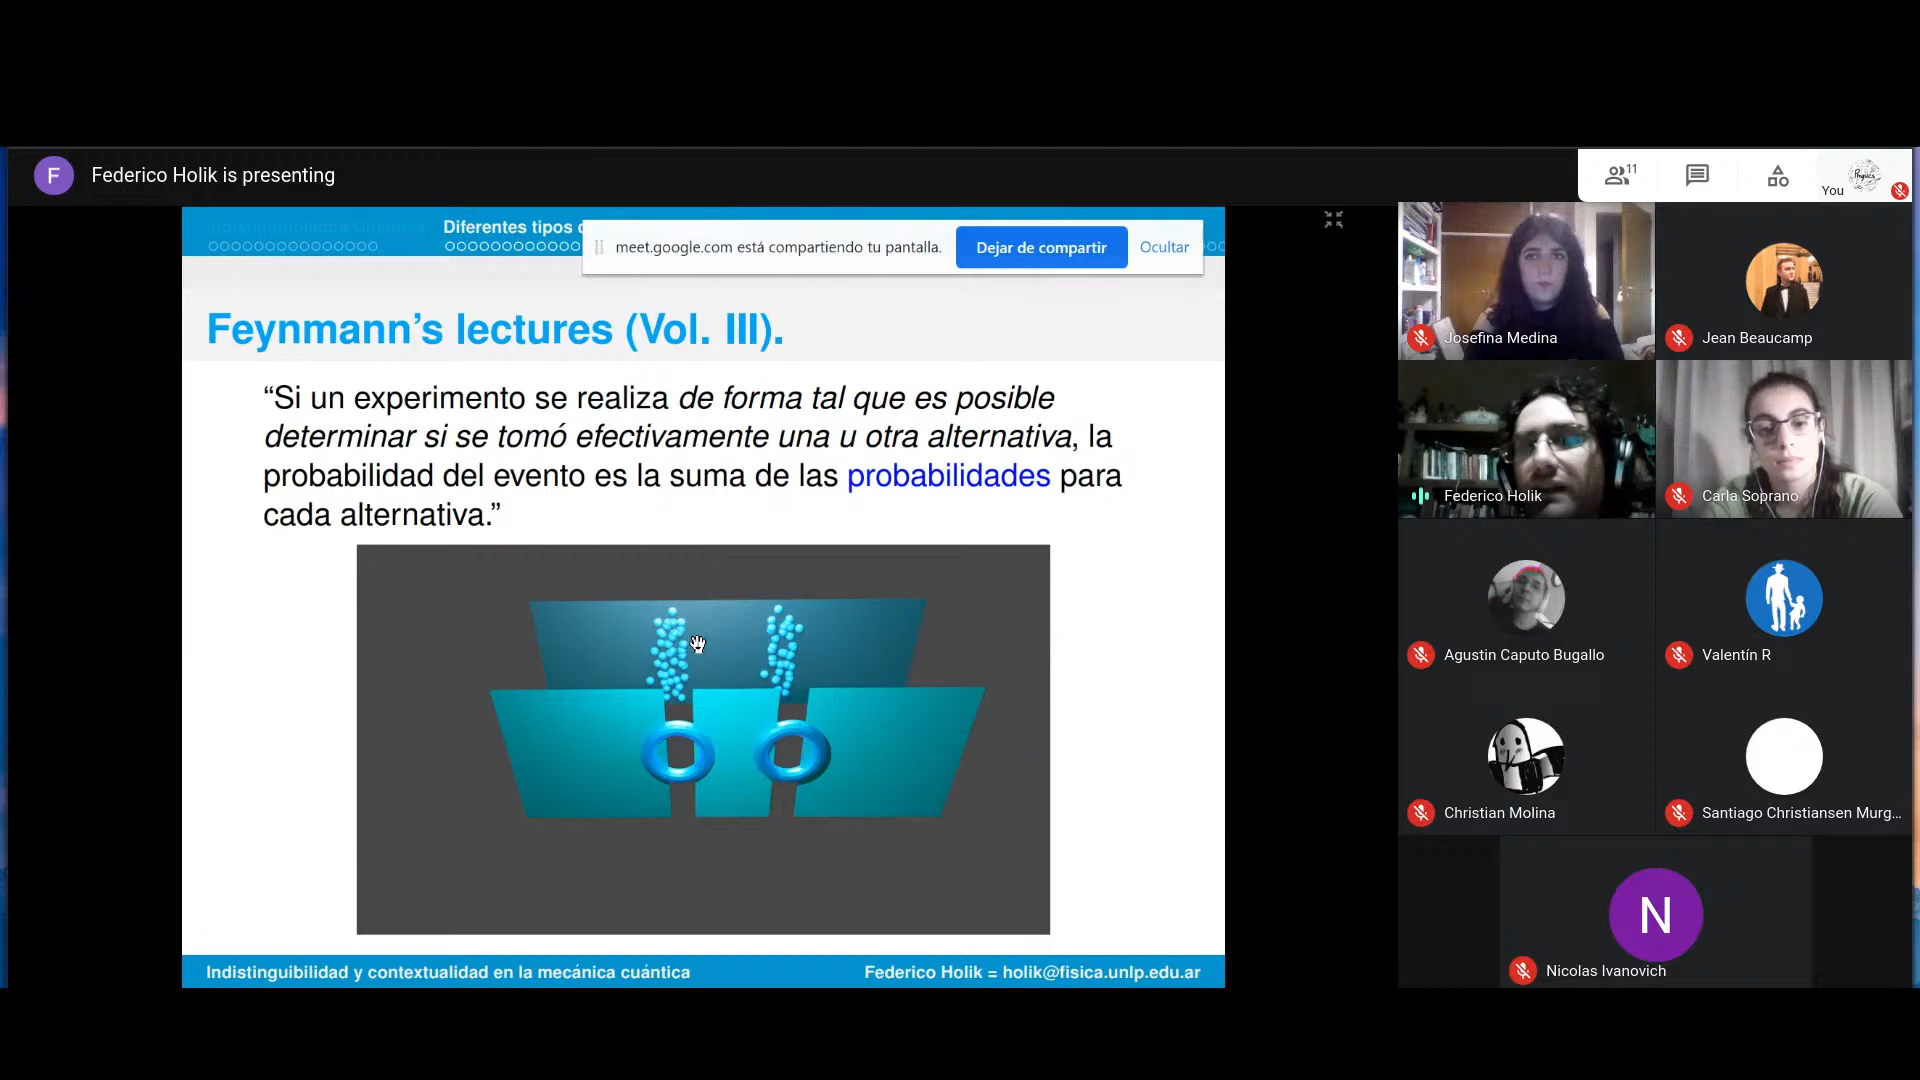 F
Federico Holik is presenting
11
You
Physics
Diferentes tipos d
meet.google.com está compartiendo tu pantalla.
Dejar de compartir
Ocultar
Feynmann’s lectures (Vol. III).
“Si un experimento se realiza de forma tal que es posible
determinar si se tomó efectivamente una u otra alternativa, la
probabilidad del evento es la suma de las probabilidades para
cada alternativa.”
Indistinguibilidad y contextualidad en la mecánica cuántica
Federico Holik = holik@fisica.unlp.edu.ar
Josefina Medina
Jean Beaucamp
Federico Holik
Carla Soprano
Agustin Caputo Bugallo
Valentín R
Christian Molina
Santiago Christiansen Murg...
N
Nicolas Ivanovich